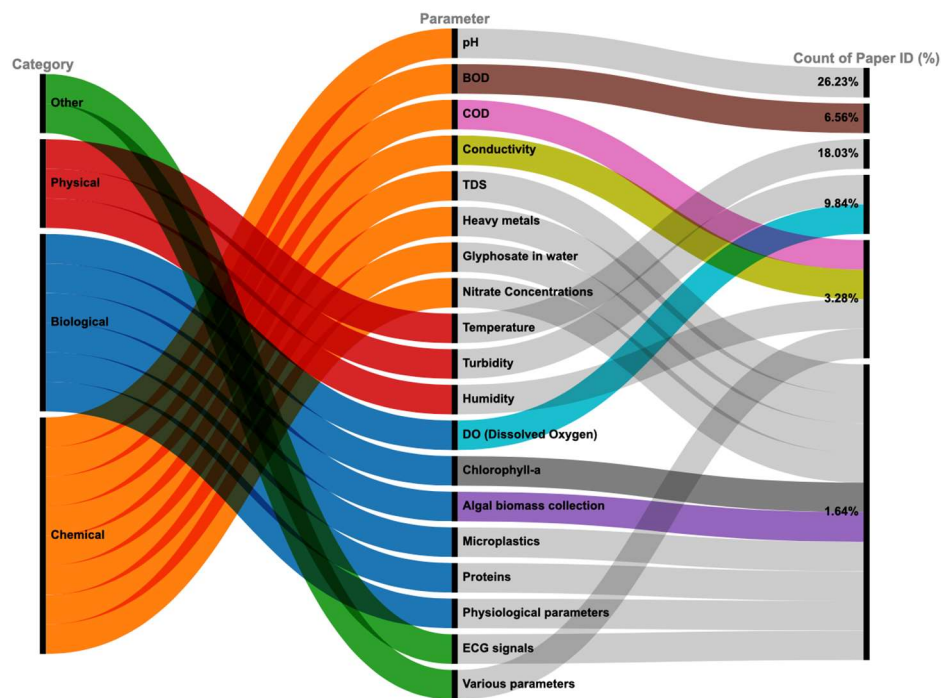 Category
Other
Physical
Biological
Chemical
Parameter
pH
BOD
COD
Conductivity
TDS
Heavy metals
Glyphosate in water
Nitrate Concentrations
Temperature
Turbidity
Humidity
DO (Dissolved Oxygen)
Chlorophyll-a
Algal biomass collection
Microplastics
Proteins
Physiological parameters
ECG signals
Various parameters
Count of Paper ID (%)
26.23%
6.56%
18.03%
9.84%
3.28%
1.64%